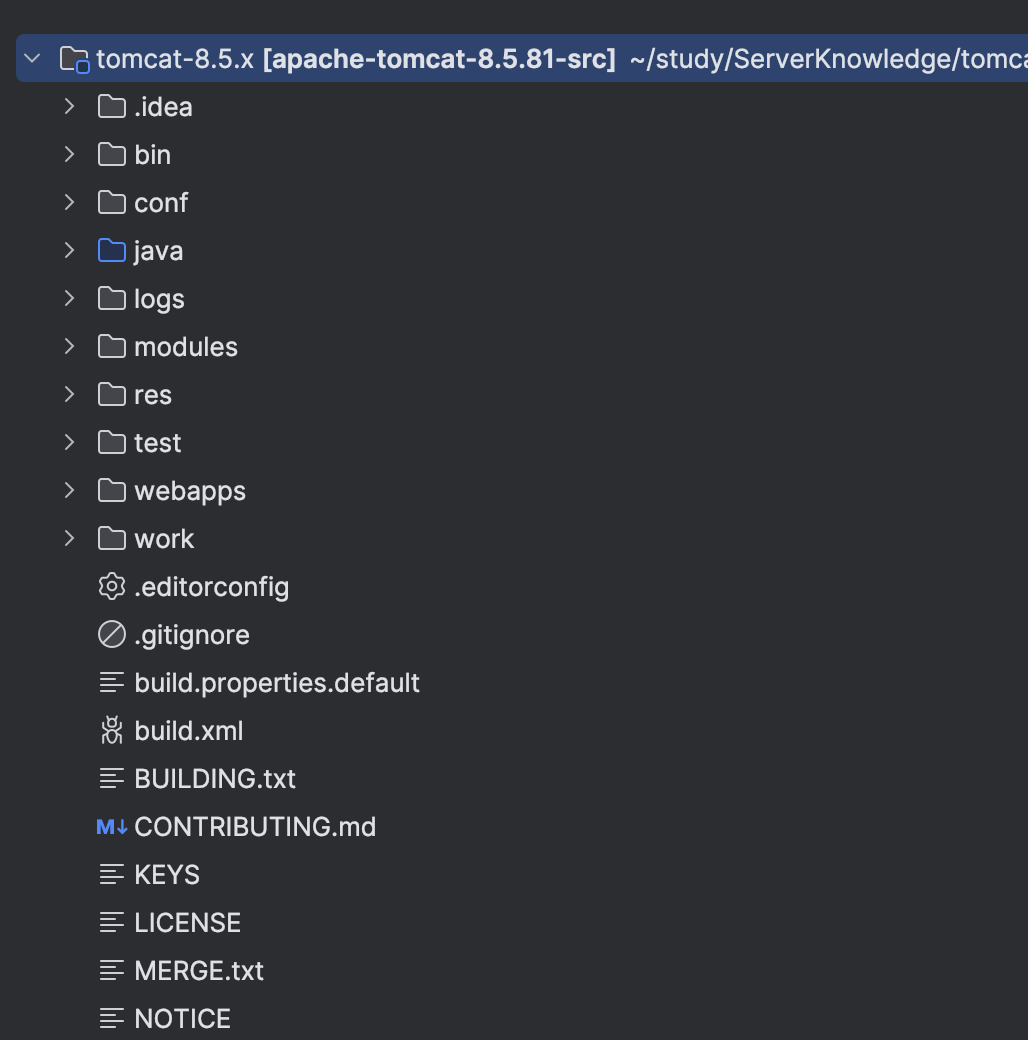 tomcat-8.5.x [apache-tomcat-8.5.81-src] ~/study/ServerKnowledge/tomca
.idea
bin
conf
java
logs
modules
res
test
webapps
work
.editorconfig
.gitignore
build.properties.default
build.xml
BUILDING.txt
M↓ CONTRIBUTING.md
KEYS
LICENSE
MERGE.txt
NOTICE